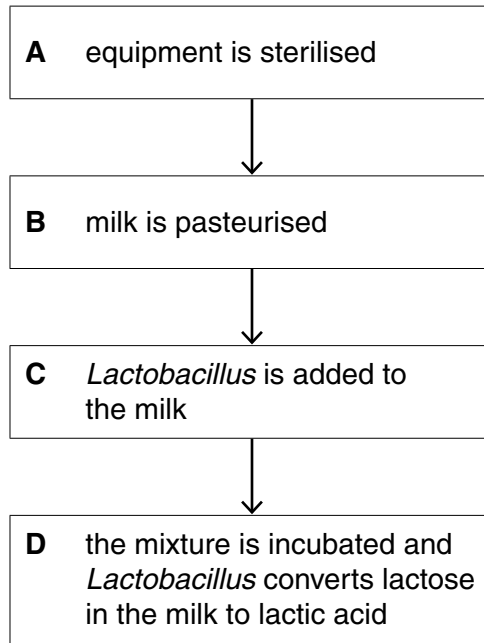 A equipment is sterilised
B milk is pasteurised
C Lactobacillus is added to
the milk
D the mixture is incubated and
Lactobacillus converts lactose
in the milk to lactic acid